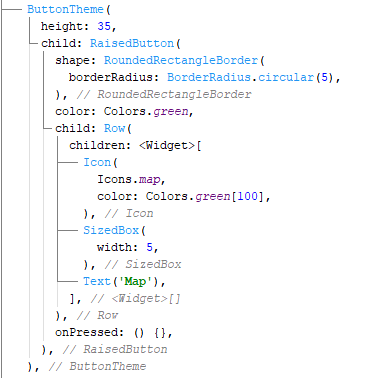 ButtonTheme(
height: 35,
child: RaisedButton(
shape: RoundedRectangleBorder(
borderRadius: BorderRadius.circular(5),
), // RoundedRectangleBorder
color: Colors.green,
child: Row(
children: <Widget>[
Icon(
Icons.map,
color: Colors.green[100],
), // Icon
SizedBox(
width: 5,
), // SizedBox
Text('Map'),
], // <Widget>[]
), // Row
onPressed: () {},
), // RaisedButton
), // ButtonTheme